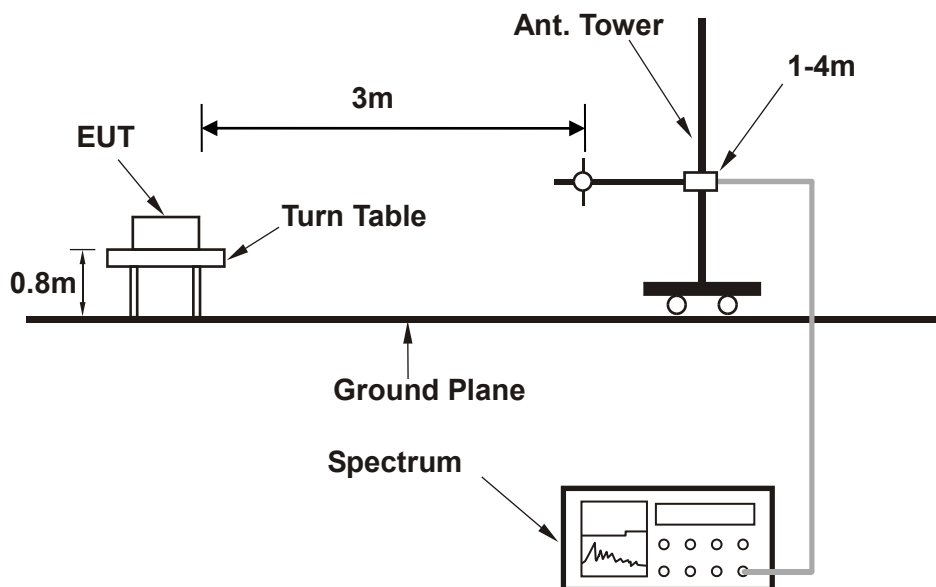 Ant. Tower
1-4m
3m
EUT
Turn Table
0.8m
Ground Plane
Spectrum